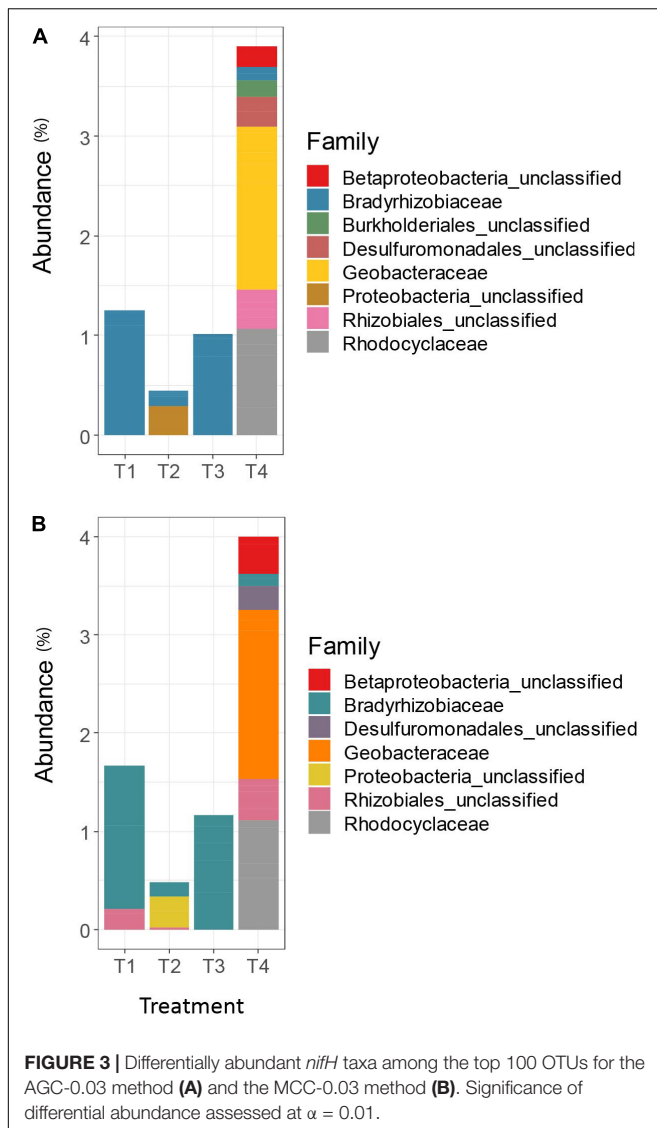 A
Abundance (%)
4
3
2
1
0
T1 T2 T3 T4
Family
Betaproteobacteria_unclassified
Bradyrhizobiaceae
Burkholderiales_unclassified
Desulfuromonadales_unclassified
Geobacteraceae
Proteobacteria_unclassified
Rhizobiales_unclassified
Rhodocyclaceae
B
Abundance (%)
4
3
2
1
0
T1 T2 T3 T4
Treatment
Family
Betaproteobacteria_unclassified
Bradyrhizobiaceae
Desulfuromonadales_unclassified
Geobacteraceae
Proteobacteria_unclassified
Rhizobiales_unclassified
Rhodocyclaceae
FIGURE 3 | Differentially abundant nifH taxa among the top 100 OTUs for the
AGC-0.03 method (A) and the MCC-0.03 method (B). Significance of
differential abundance assessed at α = 0.01.